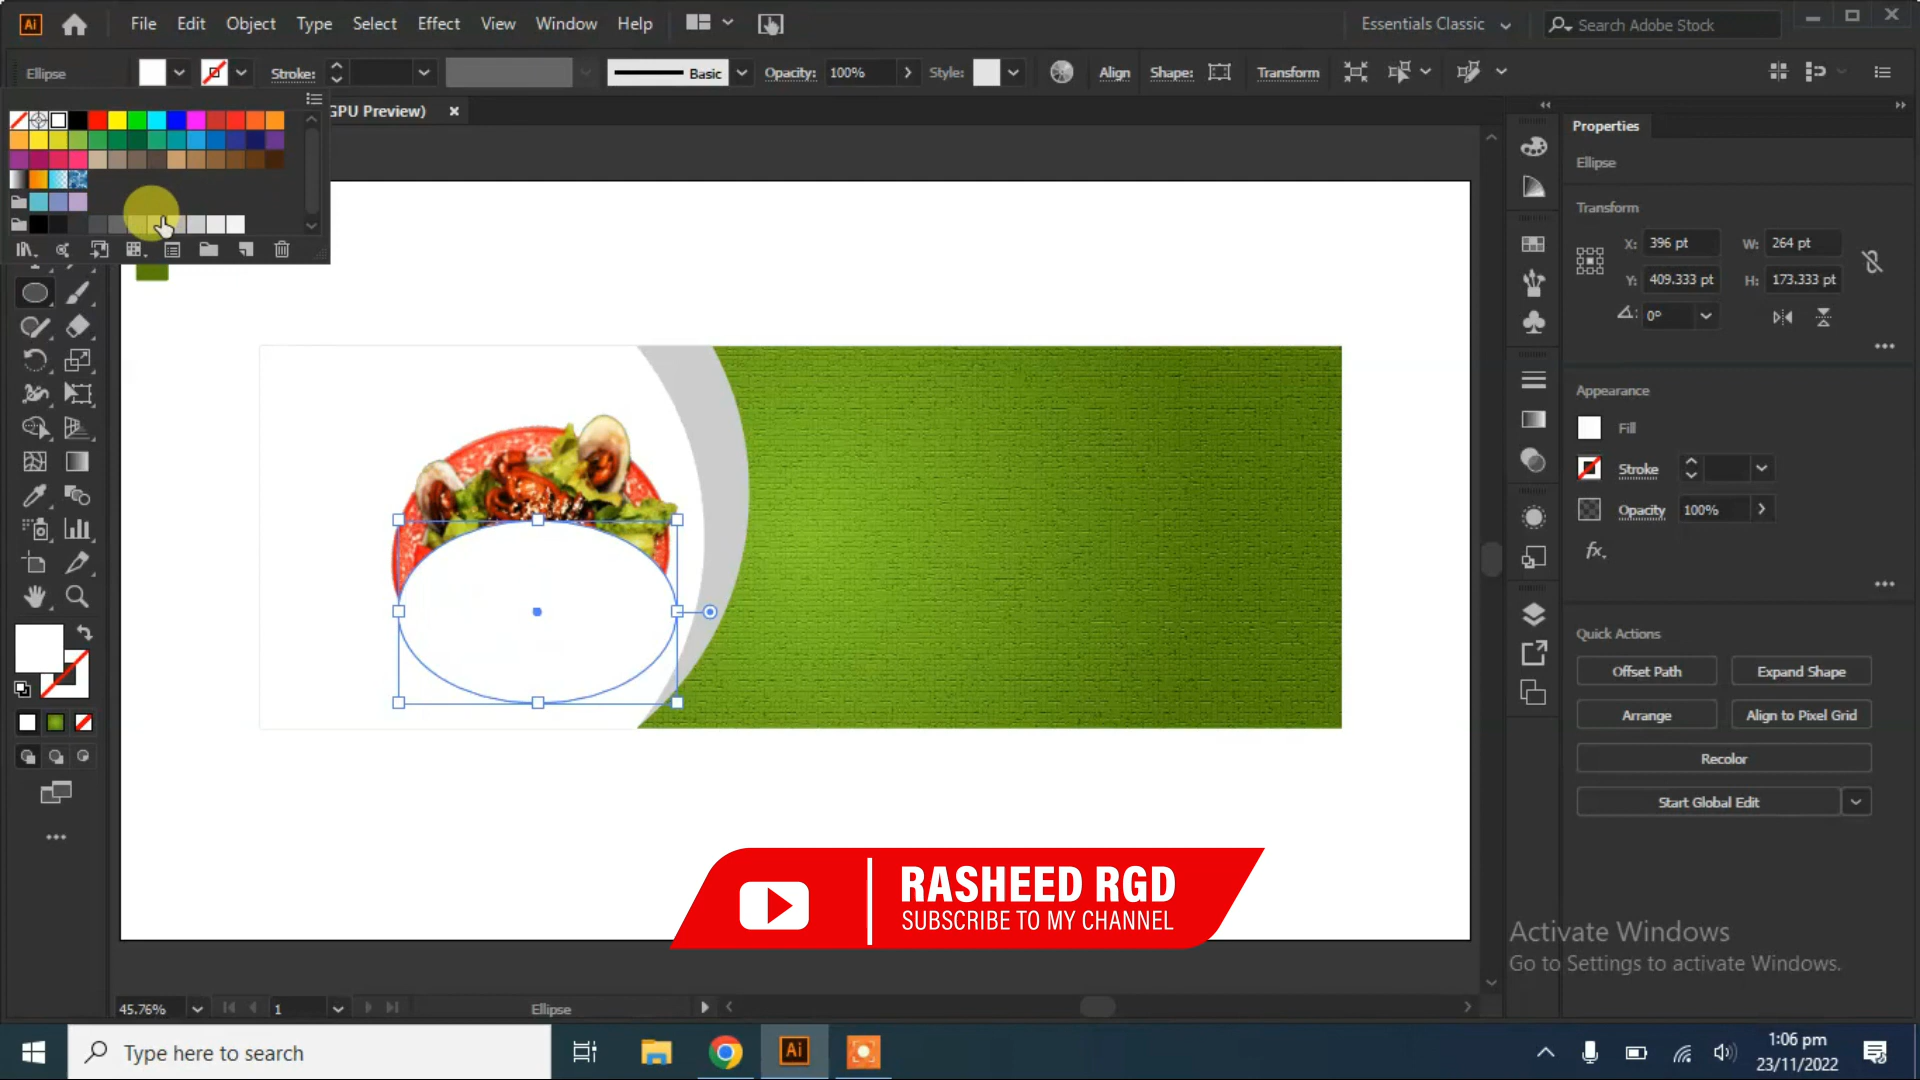 Ai File Edit Object Type Select Effect View Window Help Essentials Classic Search Adobe Stock
Ellipse Stroke: Basic Opacity: 100% Style: Align Shape: Transform
GPU Preview) ×
Properties
Ellipse
Transform
X: 396 pt W: 264 pt
Y: 409.333 pt H: 173.333 pt
0°
Appearance
Fill
Stroke
Opacity 100%
fx.
Quick Actions
Offset Path Expand Shape
Arrange Align to Pixel Grid
Recolor
Start Global Edit
RASHEED RGD
SUBSCRIBE TO MY CHANNEL
Activate Windows
Go to Settings to activate Windows.
45.76% 1 Ellipse
Type here to search
Ai
1:06 pm
23/11/2022